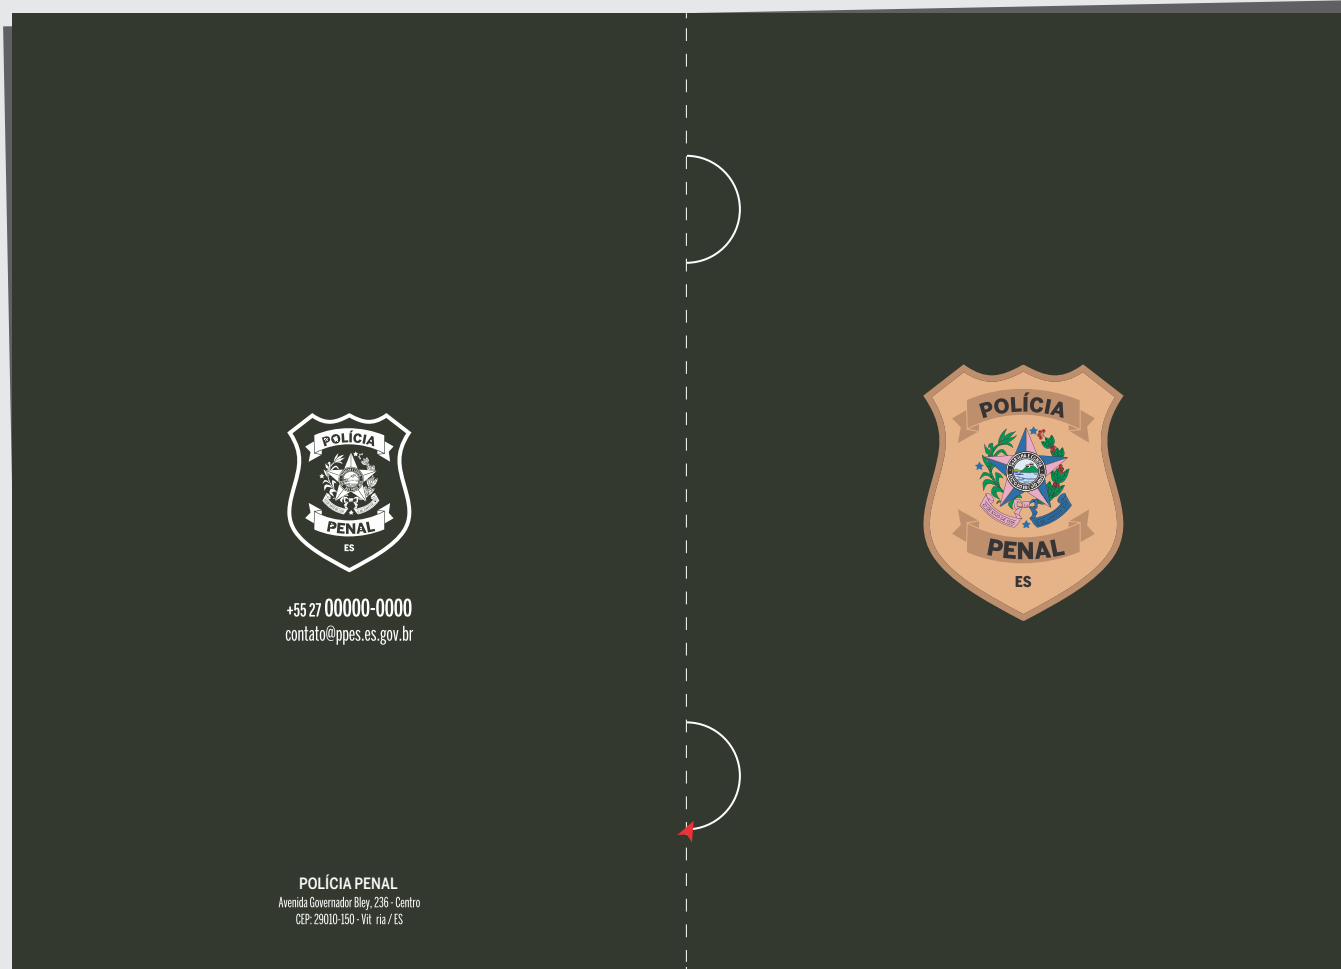 POLÍCIA
PENAL
ES
+55 27 00000-0000
contato@ppes.es.gov.br
POLÍCIA PENAL
Avenida Governador Bley, 236 - Centro
CEP: 29010-150 - Vit ria / ES
POLÍCIA
PENAL
ES